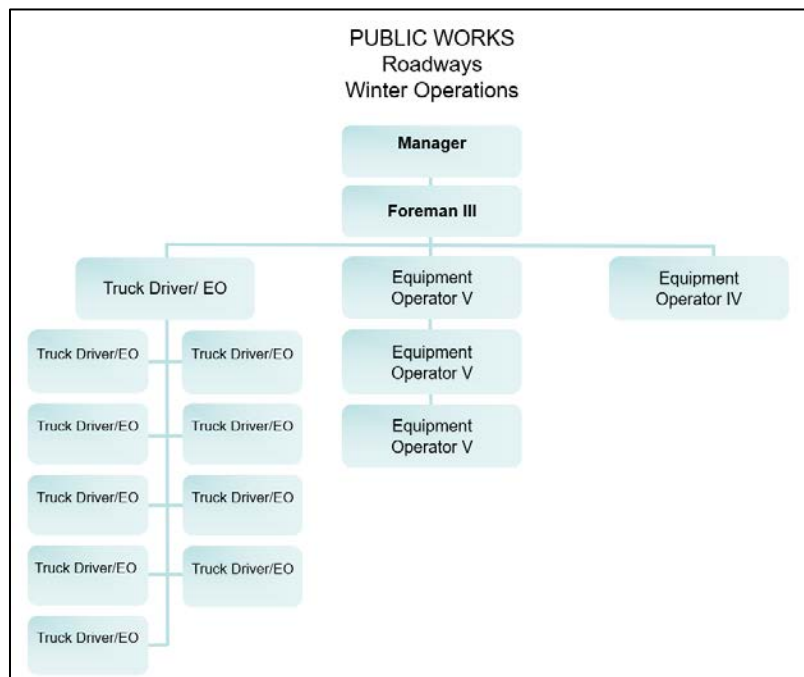 PUBLIC WORKS
Roadways
Winter Operations
Manager
Foreman III
Truck Driver/ EO
Equipment
Operator V
Equipment
Operator IV
Truck Driver/EO
Truck Driver/EO
Equipment
Operator V
Truck Driver/EO
Truck Driver/EO
Equipment
Operator V
Truck Driver/EO
Truck Driver/EO
Truck Driver/EO
Truck Driver/EO
Truck Driver/EO